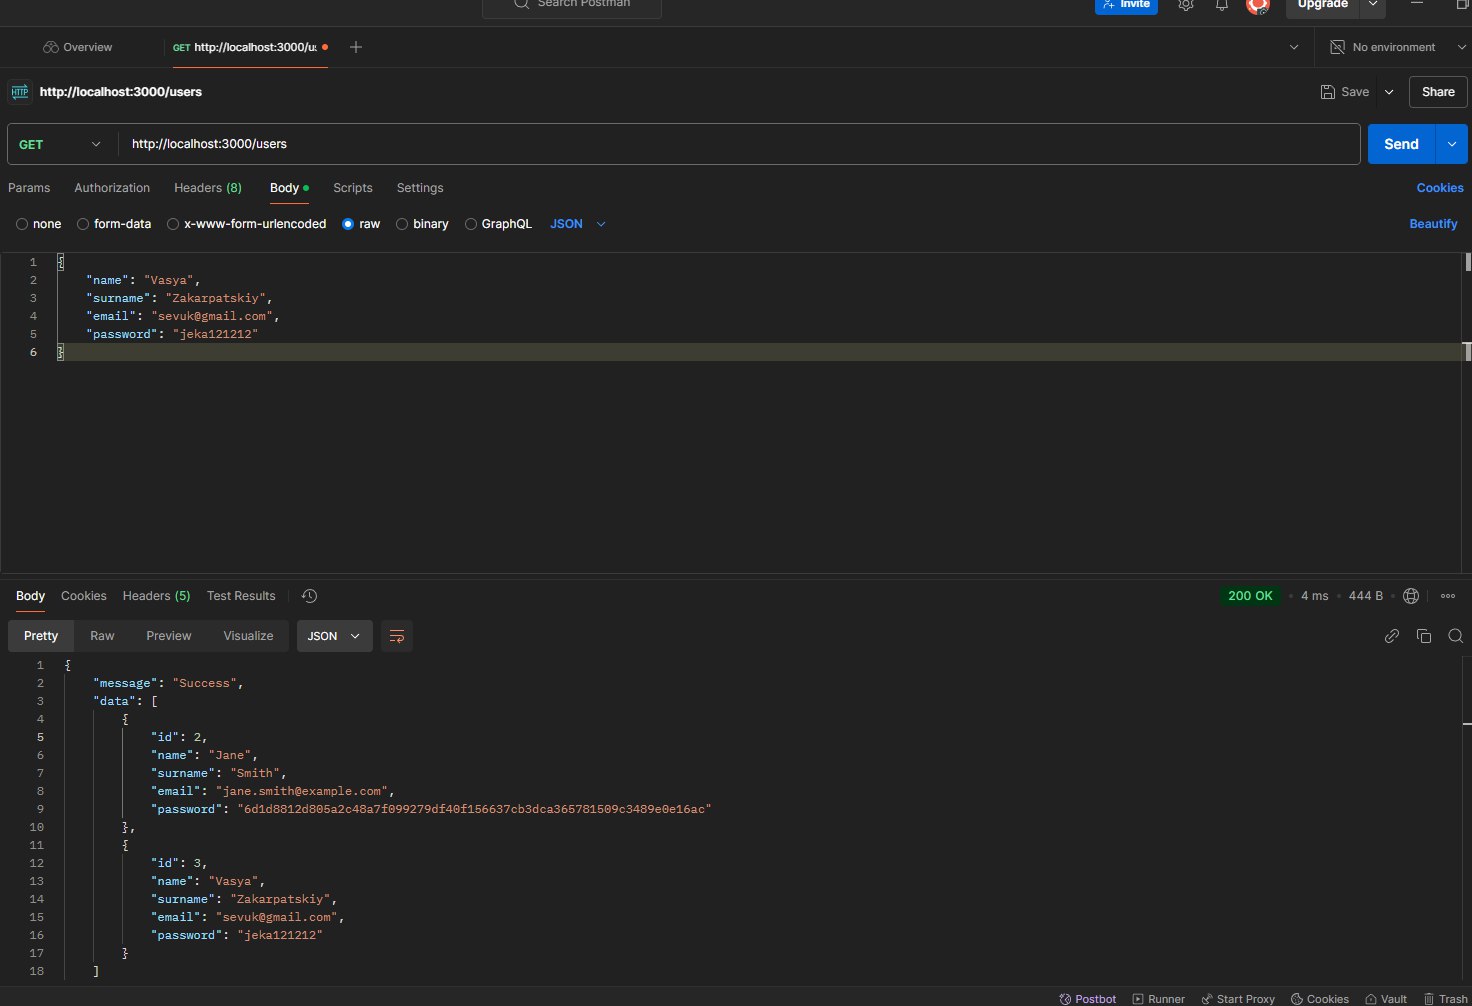 Search Postman
Invite
Upgrade
Overview
GET http://localhost:3000/us
No environment
HTTP http://localhost:3000/users
Save
Share
GET
http://localhost:3000/users
Send
Params Authorization Headers (8) Body Scripts Settings
Cookies
none form-data x-www-form-urlencoded raw binary GraphQL JSON
Beautify
1 {
2 "name": "Vasya",
3 "surname": "Zakarpatskiy",
4 "email": "sevuk@gmail.com",
5 "password": "jeka121212"
6 }
Body Cookies Headers (5) Test Results
200 OK • 4 ms • 444 B
Pretty Raw Preview Visualize JSON
1 {
2 "message": "Success",
3 "data": [
4 {
5 "id": 2,
6 "name": "Jane",
7 "surname": "Smith",
8 "email": "jane.smith@example.com",
9 "password": "6d1d8812d805a2c48a7f099279df40f156637cb3dca365781509c3489e0e16ac"
10 },
11 {
12 "id": 3,
13 "name": "Vasya",
14 "surname": "Zakarpatskiy",
15 "email": "sevuk@gmail.com",
16 "password": "jeka121212"
17 }
18 ]
Postbot Runner Start Proxy Cookies Vault Trash